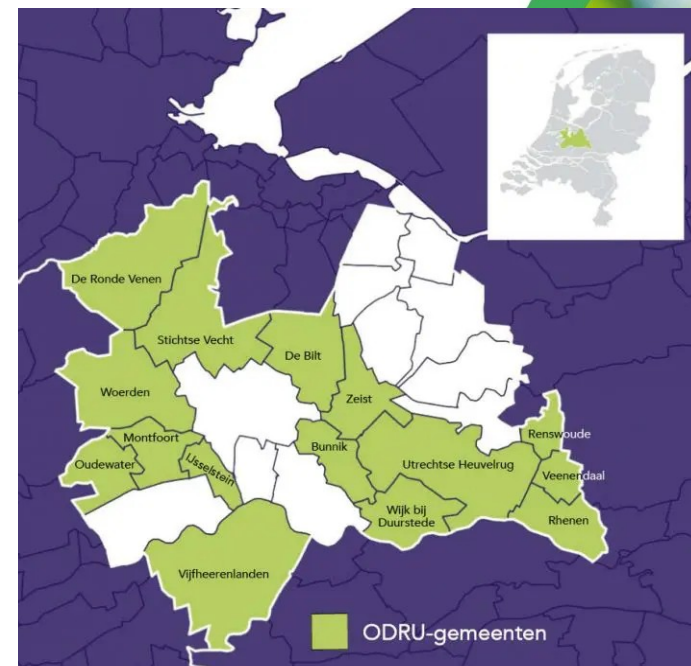 De Ronde Venen
Stichtse Vecht
De Bilt
Woerden
Zeist
Montfoort
Bunnik
Renswoude
Oudewater
IJsselstein
Utrechtse Heuvelrug
Veenendaal
Wijk bij
Duurstede
Rhenen
Vijfheerenlanden
ODRU-gemeenten